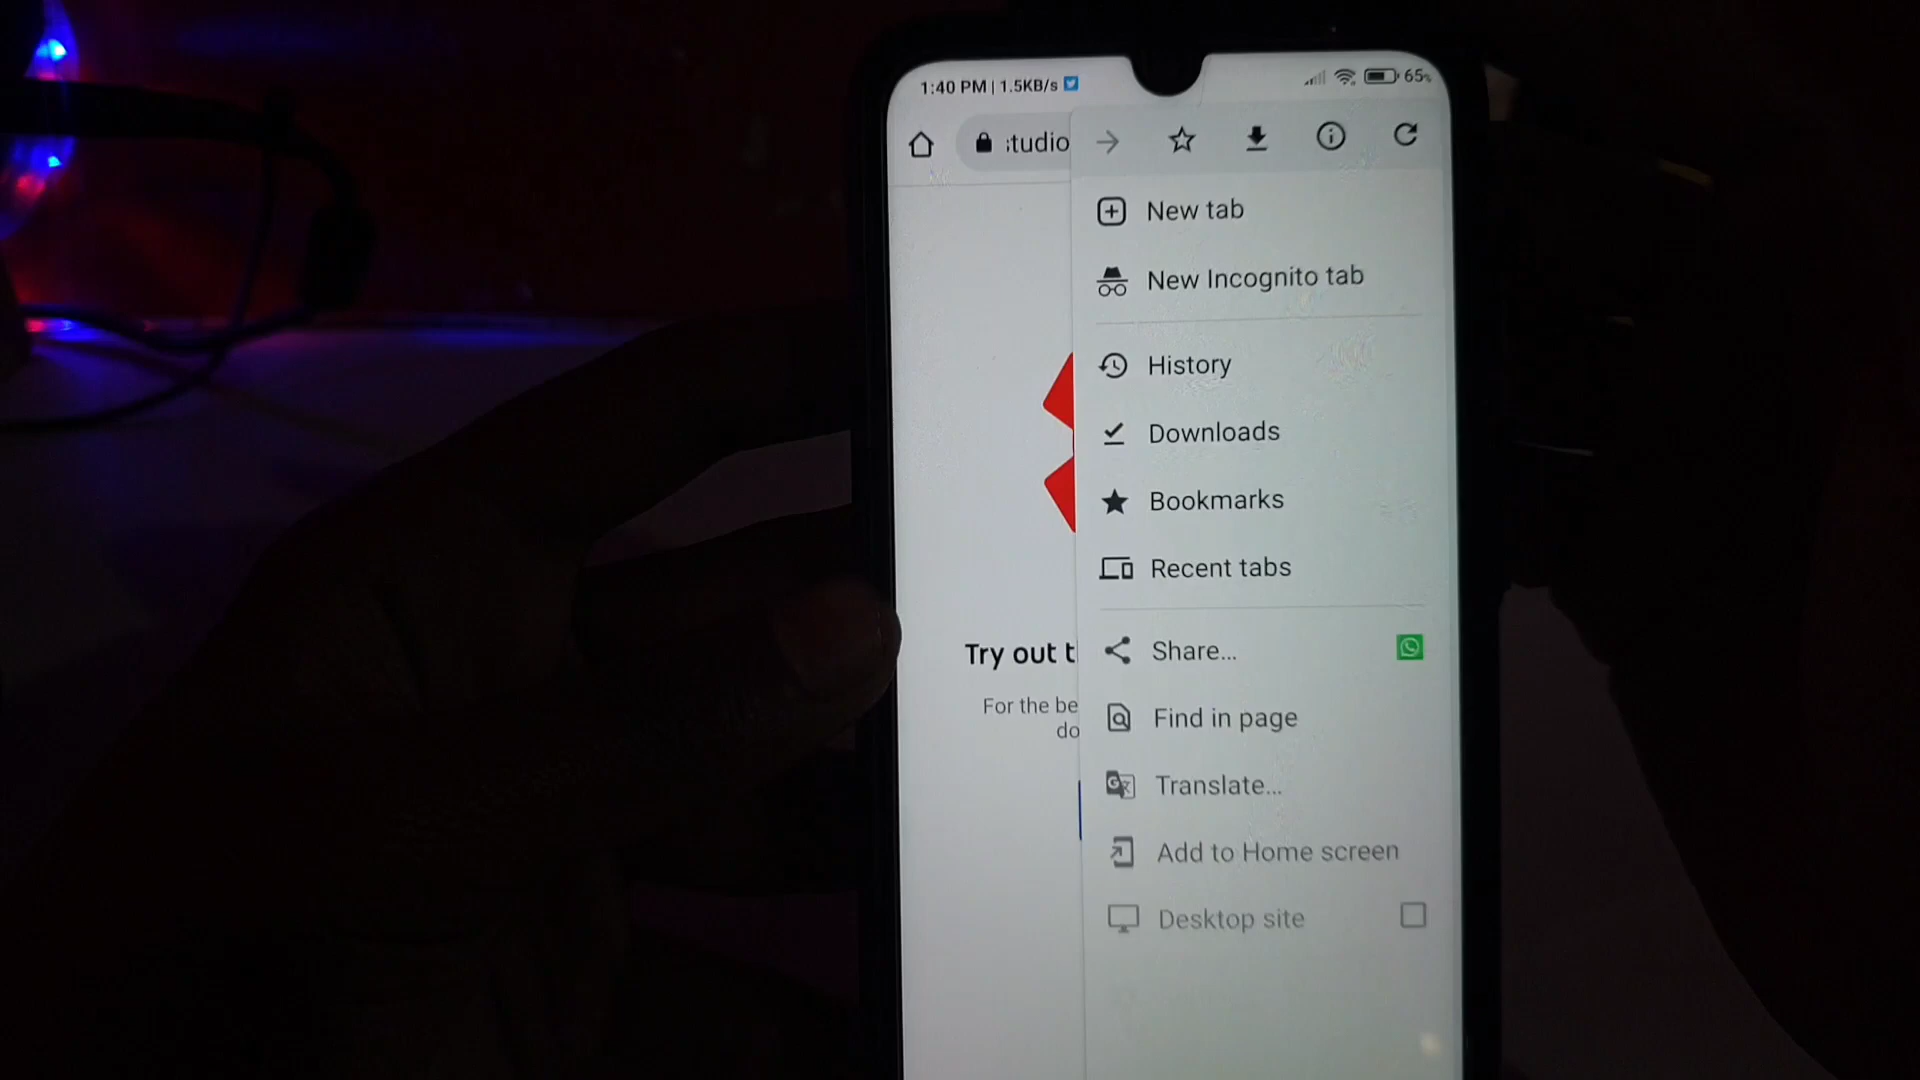 1:40 PM | 1.5KB/s
65%
studio
New tab
New Incognito tab
History
Downloads
Bookmarks
Recent tabs
Share...
Try out t
For the be
do
Find in page
Translate...
Add to Home screen
Desktop site